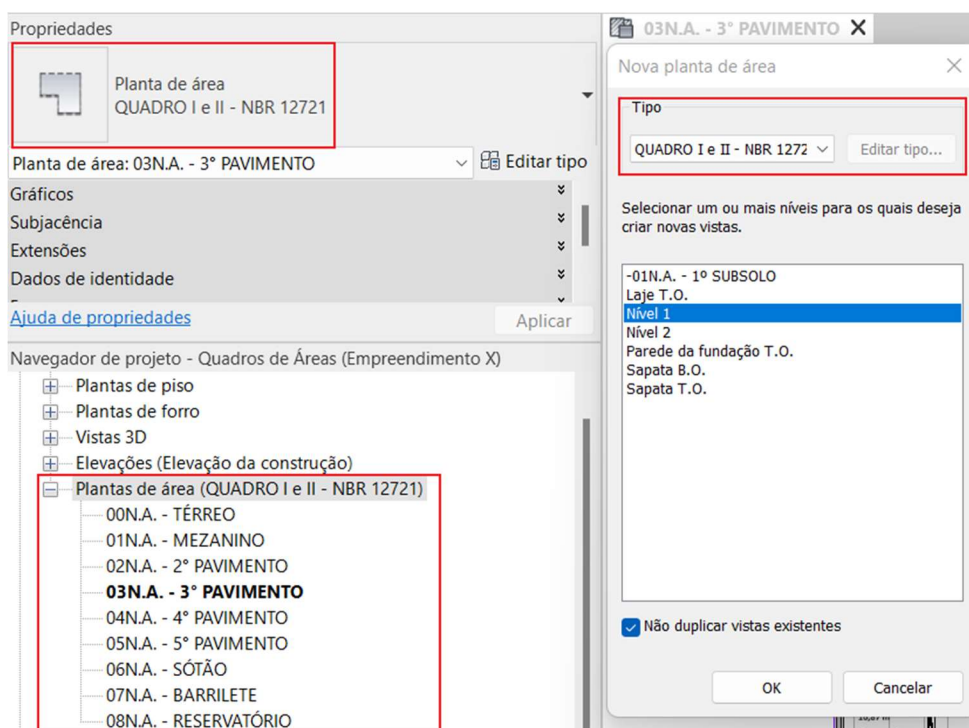 Propriedades
Planta de área
QUADRO I e II - NBR 12721
Planta de área: 03N.A. - 3° PAVIMENTO
Editar tipo
Gráficos
Subjacência
Extensões
Dados de identidade
Ajuda de propriedades
Aplicar
Navegador de projeto - Quadros de Áreas (Empreendimento X)
Plantas de piso
Plantas de forro
Vistas 3D
Elevações (Elevação da construção)
Plantas de área (QUADRO I e II - NBR 12721)
00N.A. - TÉRREO
01N.A. - MEZANINO
02N.A. - 2° PAVIMENTO
03N.A. - 3° PAVIMENTO
04N.A. - 4° PAVIMENTO
05N.A. - 5° PAVIMENTO
06N.A. - SÓTÃO
07N.A. - BARRILETE
08N.A. - RESERVATÓRIO
03N.A. - 3° PAVIMENTO
Nova planta de área
Tipo
QUADRO I e II - NBR 1272
Editar tipo...
Selecionar um ou mais níveis para os quais deseja
criar novas vistas.
-01N.A. - 1º SUBSOLO
Laje T.O.
Nível 1
Nível 2
Parede da fundação T.O.
Sapata B.O.
Sapata T.O.
Não duplicar vistas existentes
OK
Cancelar